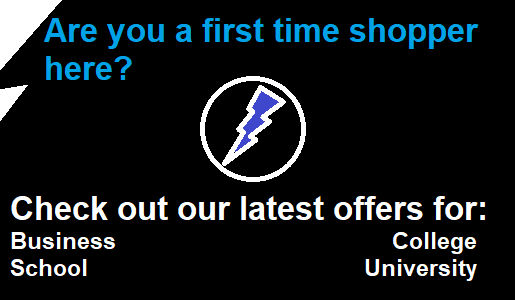 Are you a first time shopper
here?
Check out our latest offers for:
Business College
School University